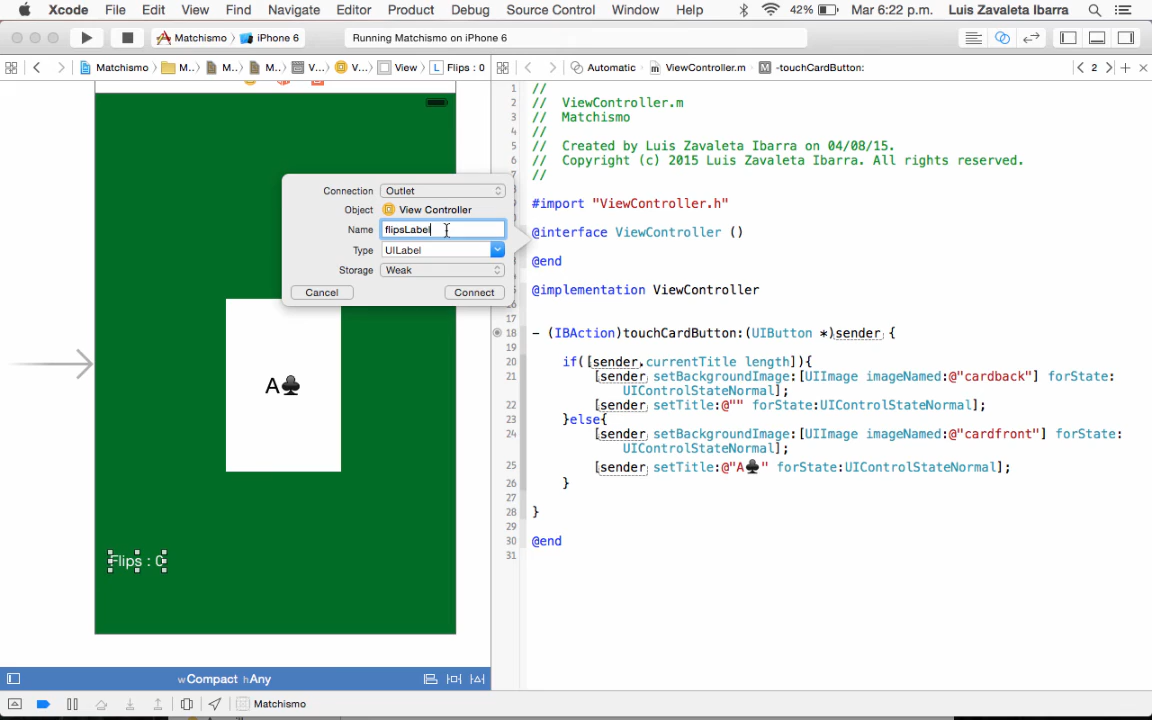 Xcode File Edit View Find Navigate Editor Product Debug Source Control Window Help 42% Mar 6:22 p.m. Luis Zavaleta Ibarra
Matchismo iPhone 6 Running Matchismo on iPhone 6
Matchismo M... M... M... V... V... View L Flips : 0 Automatic ViewController.m M -touchCardButton: 2
Connection Outlet
Object View Controller
Name flipsLabel
Type UILabel
Storage Weak
Cancel Connect
A♣
Flips : 0
wCompact hAny
Matchismo
1 //
2 // ViewController.m
3 // Matchismo
4 //
5 // Created by Luis Zavaleta Ibarra on 04/08/15.
6 // Copyright (c) 2015 Luis Zavaleta Ibarra. All rights reserved.
7 //
#import "ViewController.h"
@interface ViewController ()
@end
@implementation ViewController
17
18 - (IBAction)touchCardButton:(UIButton *)sender {
19
20 if([sender.currentTitle length]){
21 [sender setBackgroundImage:[UIImage imageNamed:@"cardback"] forState:
UIControlStateNormal];
22 [sender setTitle:@"" forState:UIControlStateNormal];
23 }else{
24 [sender setBackgroundImage:[UIImage imageNamed:@"cardfront"] forState:
UIControlStateNormal];
25 [sender setTitle:@"A♣" forState:UIControlStateNormal];
26 }
27
28 }
29
30 @end
31